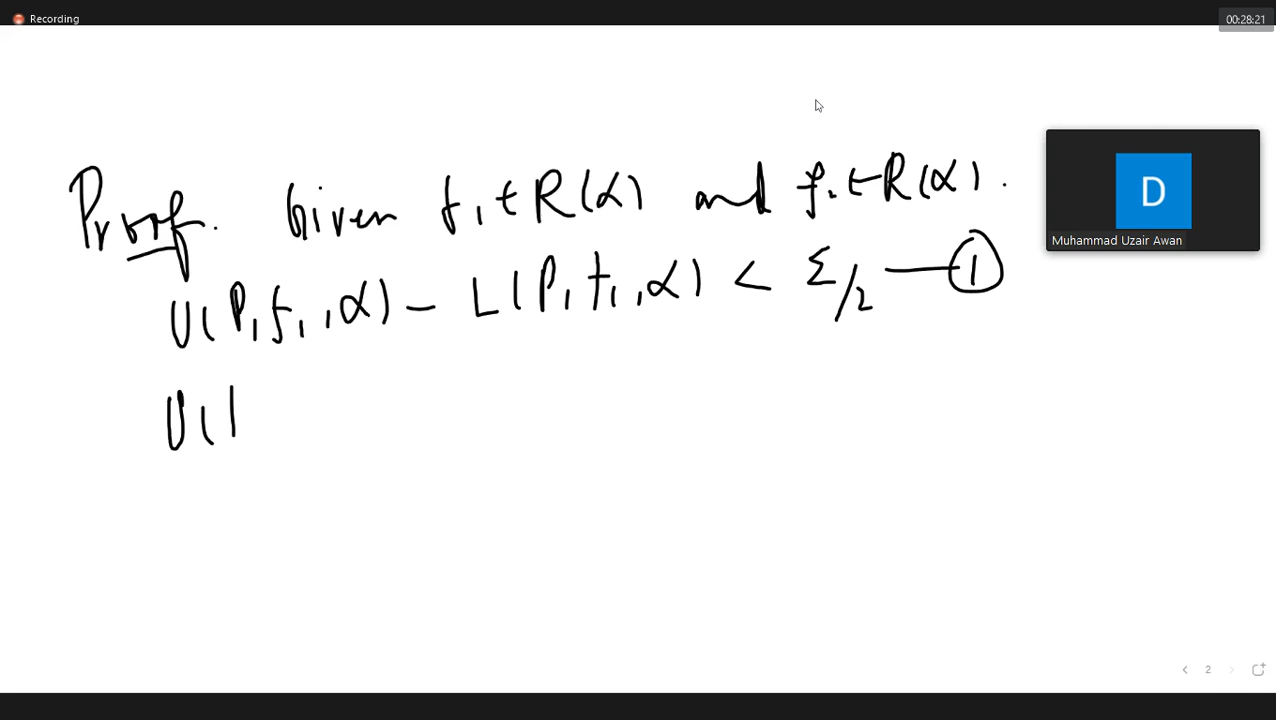 Recording
00:28:21
Proof. Given f₁ ∈ R(α) and f₂ ∈ R(α).
U(P, f₁, α) – L(P, f₁, α) < ε/2 — ①
D
Muhammad Uzair Awan
U(
2